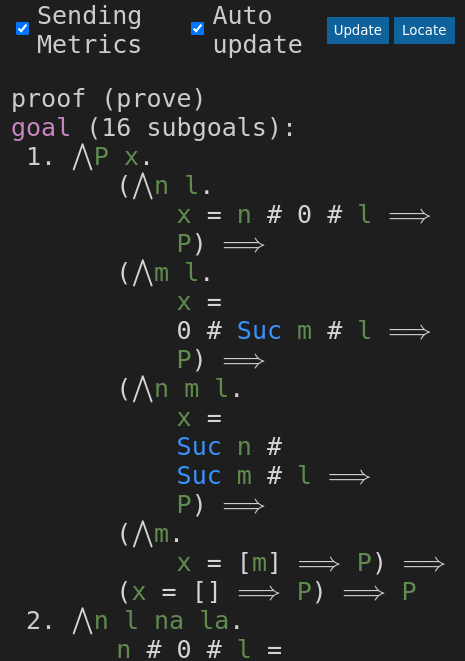 Sending Metrics
Auto update
Update
Locate
proof (prove)
goal (16 subgoals):
1. ⋀P x.
(⋀n l.
x = n # 0 # l ⟹
P) ⟹
(⋀m l.
x =
0 # Suc m # l ⟹
P) ⟹
(⋀n m l.
x =
Suc n #
Suc m # l ⟹
P) ⟹
(⋀m.
x = [m] ⟹ P) ⟹
(x = [] ⟹ P) ⟹ P
2. ⋀n l na la.
n # 0 # l =